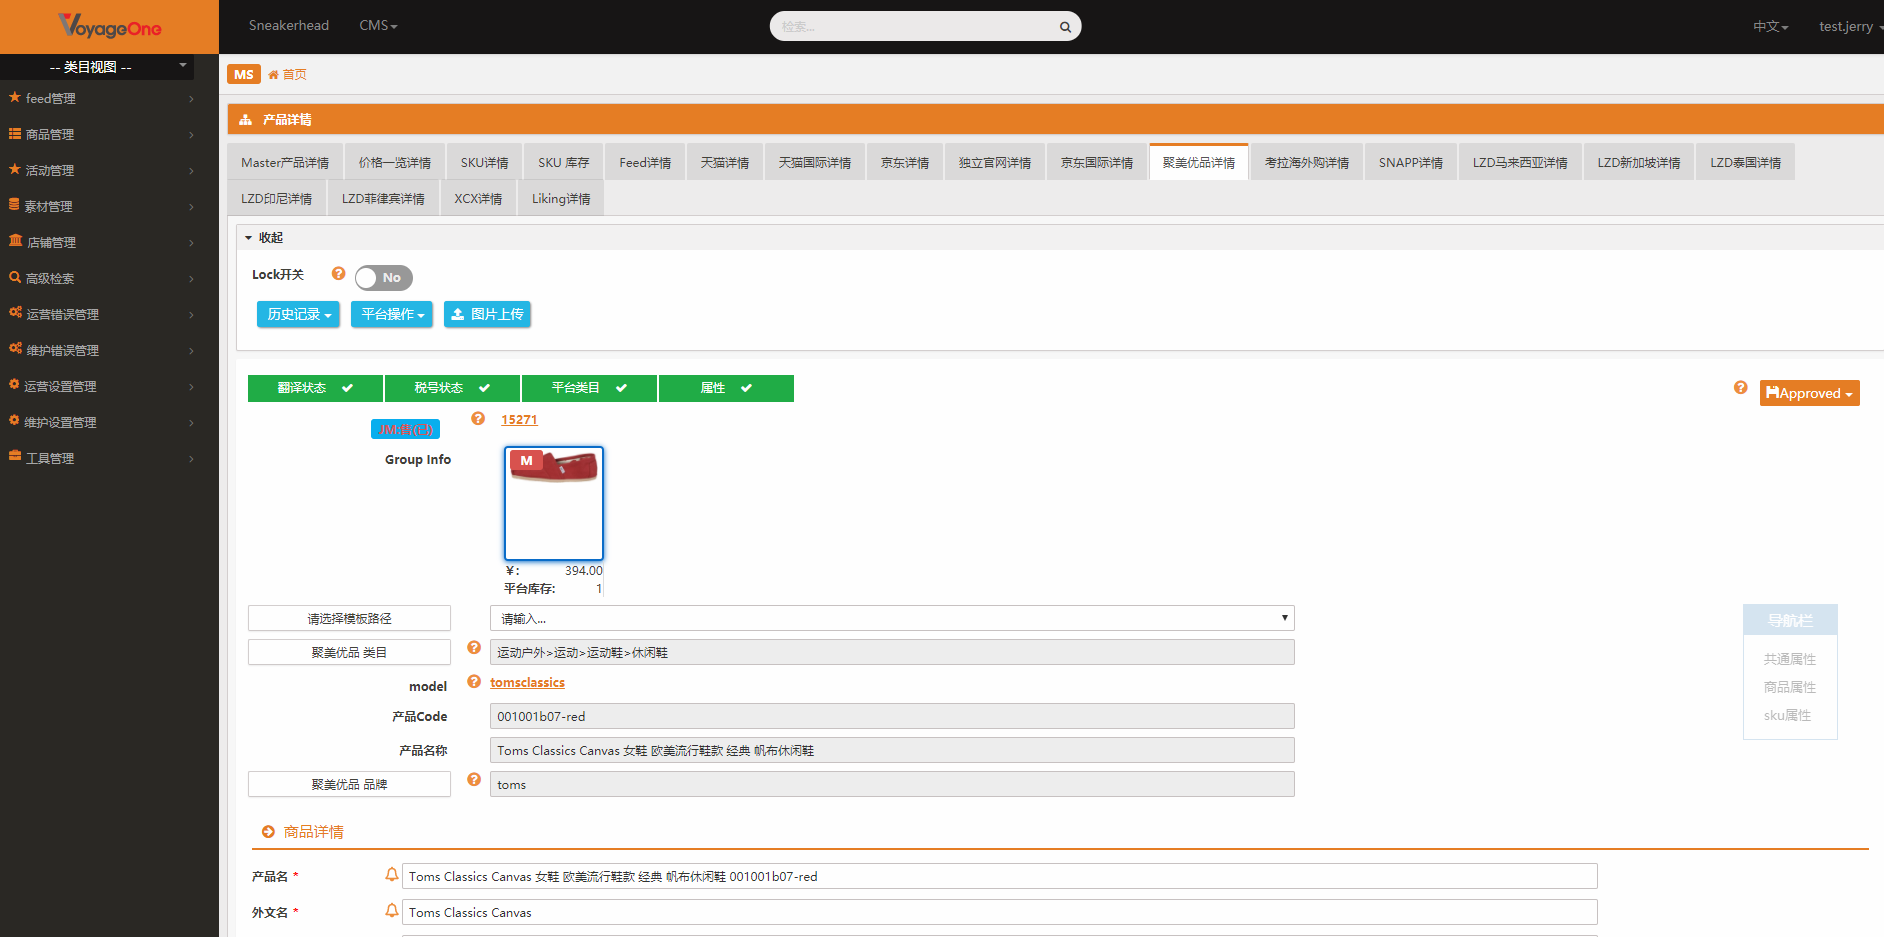 VoyageOne
Sneakerhead
CMS
检索...
中文
test.jerry
-- 类目视图 --
feed管理
商品管理
活动管理
素材管理
店铺管理
高级检索
运营错误管理
维护错误管理
运营设置管理
维护设置管理
工具管理
MS 首页
产品详情
Master产品详情 价格一览详情 SKU详情 SKU 库存 Feed详情 天猫详情 天猫国际详情 京东详情 独立官网详情 京东国际详情 聚美优品详情 考拉海外购详情 SNAPP详情 LZD马来西亚详情 LZD新加坡详情 LZD泰国详情
LZD印尼详情 LZD菲律宾详情 XCX详情 Liking详情
收起
Lock开关 ? No
历史记录 平台操作 图片上传
翻译状态 税号状态 平台类目 属性
? Approved
? 15271
Group Info
M
¥: 394.00
平台库存: 1
请选择模板路径 请输入...
聚美优品 类目 ? 运动户外>运动>运动鞋>休闲鞋
model ? tomsclassics
产品Code 001001b07-red
产品名称 Toms Classics Canvas 女鞋 欧美流行鞋款 经典 帆布休闲鞋
聚美优品 品牌 ? toms
导航栏
共通属性
商品属性
sku属性
商品详情
产品名 * Toms Classics Canvas 女鞋 欧美流行鞋款 经典 帆布休闲鞋 001001b07-red
外文名 * Toms Classics Canvas